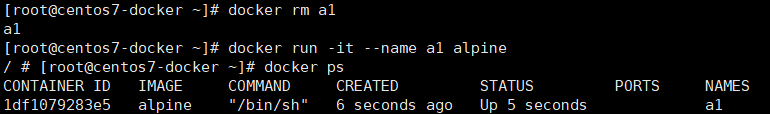 [root@centos7-docker ~]# docker rm a1
a1
[root@centos7-docker ~]# docker run -it --name a1 alpine
/ # [root@centos7-docker ~]# docker ps
CONTAINER ID   IMAGE     COMMAND     CREATED         STATUS         PORTS     NAMES
1df1079283e5   alpine    "/bin/sh"   6 seconds ago   Up 5 seconds             a1